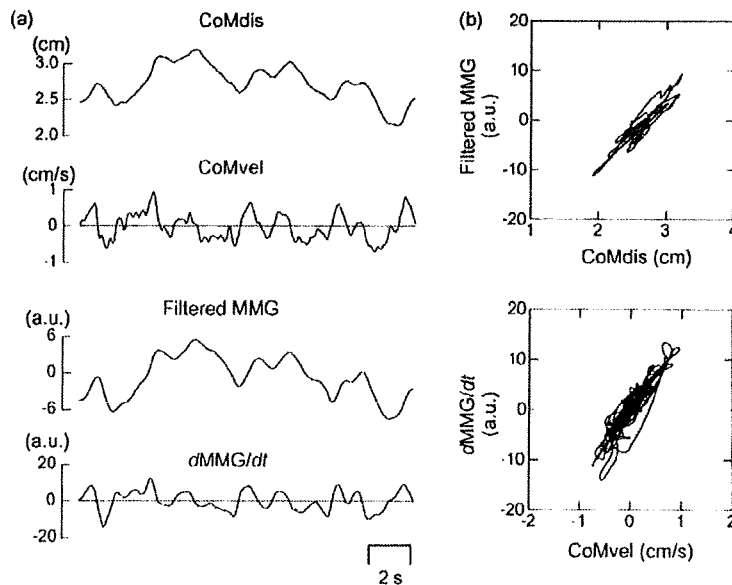 (a)
CoMdis
(cm)
3.0
2.5
2.0
CoMvel
(cm/s)
1
0
-1
Filtered MMG
(a.u.)
6
0
-6
dMMG/dt
(a.u.)
20
0
-20
2 s
(b)
Filtered MMG
(a.u.)
20
10
0
-10
-20
1 2 3 4
CoMdis (cm)
dMMG/dt
(a.u.)
20
10
0
-10
-20
-2 -1 0 1 2
CoMvel (cm/s)